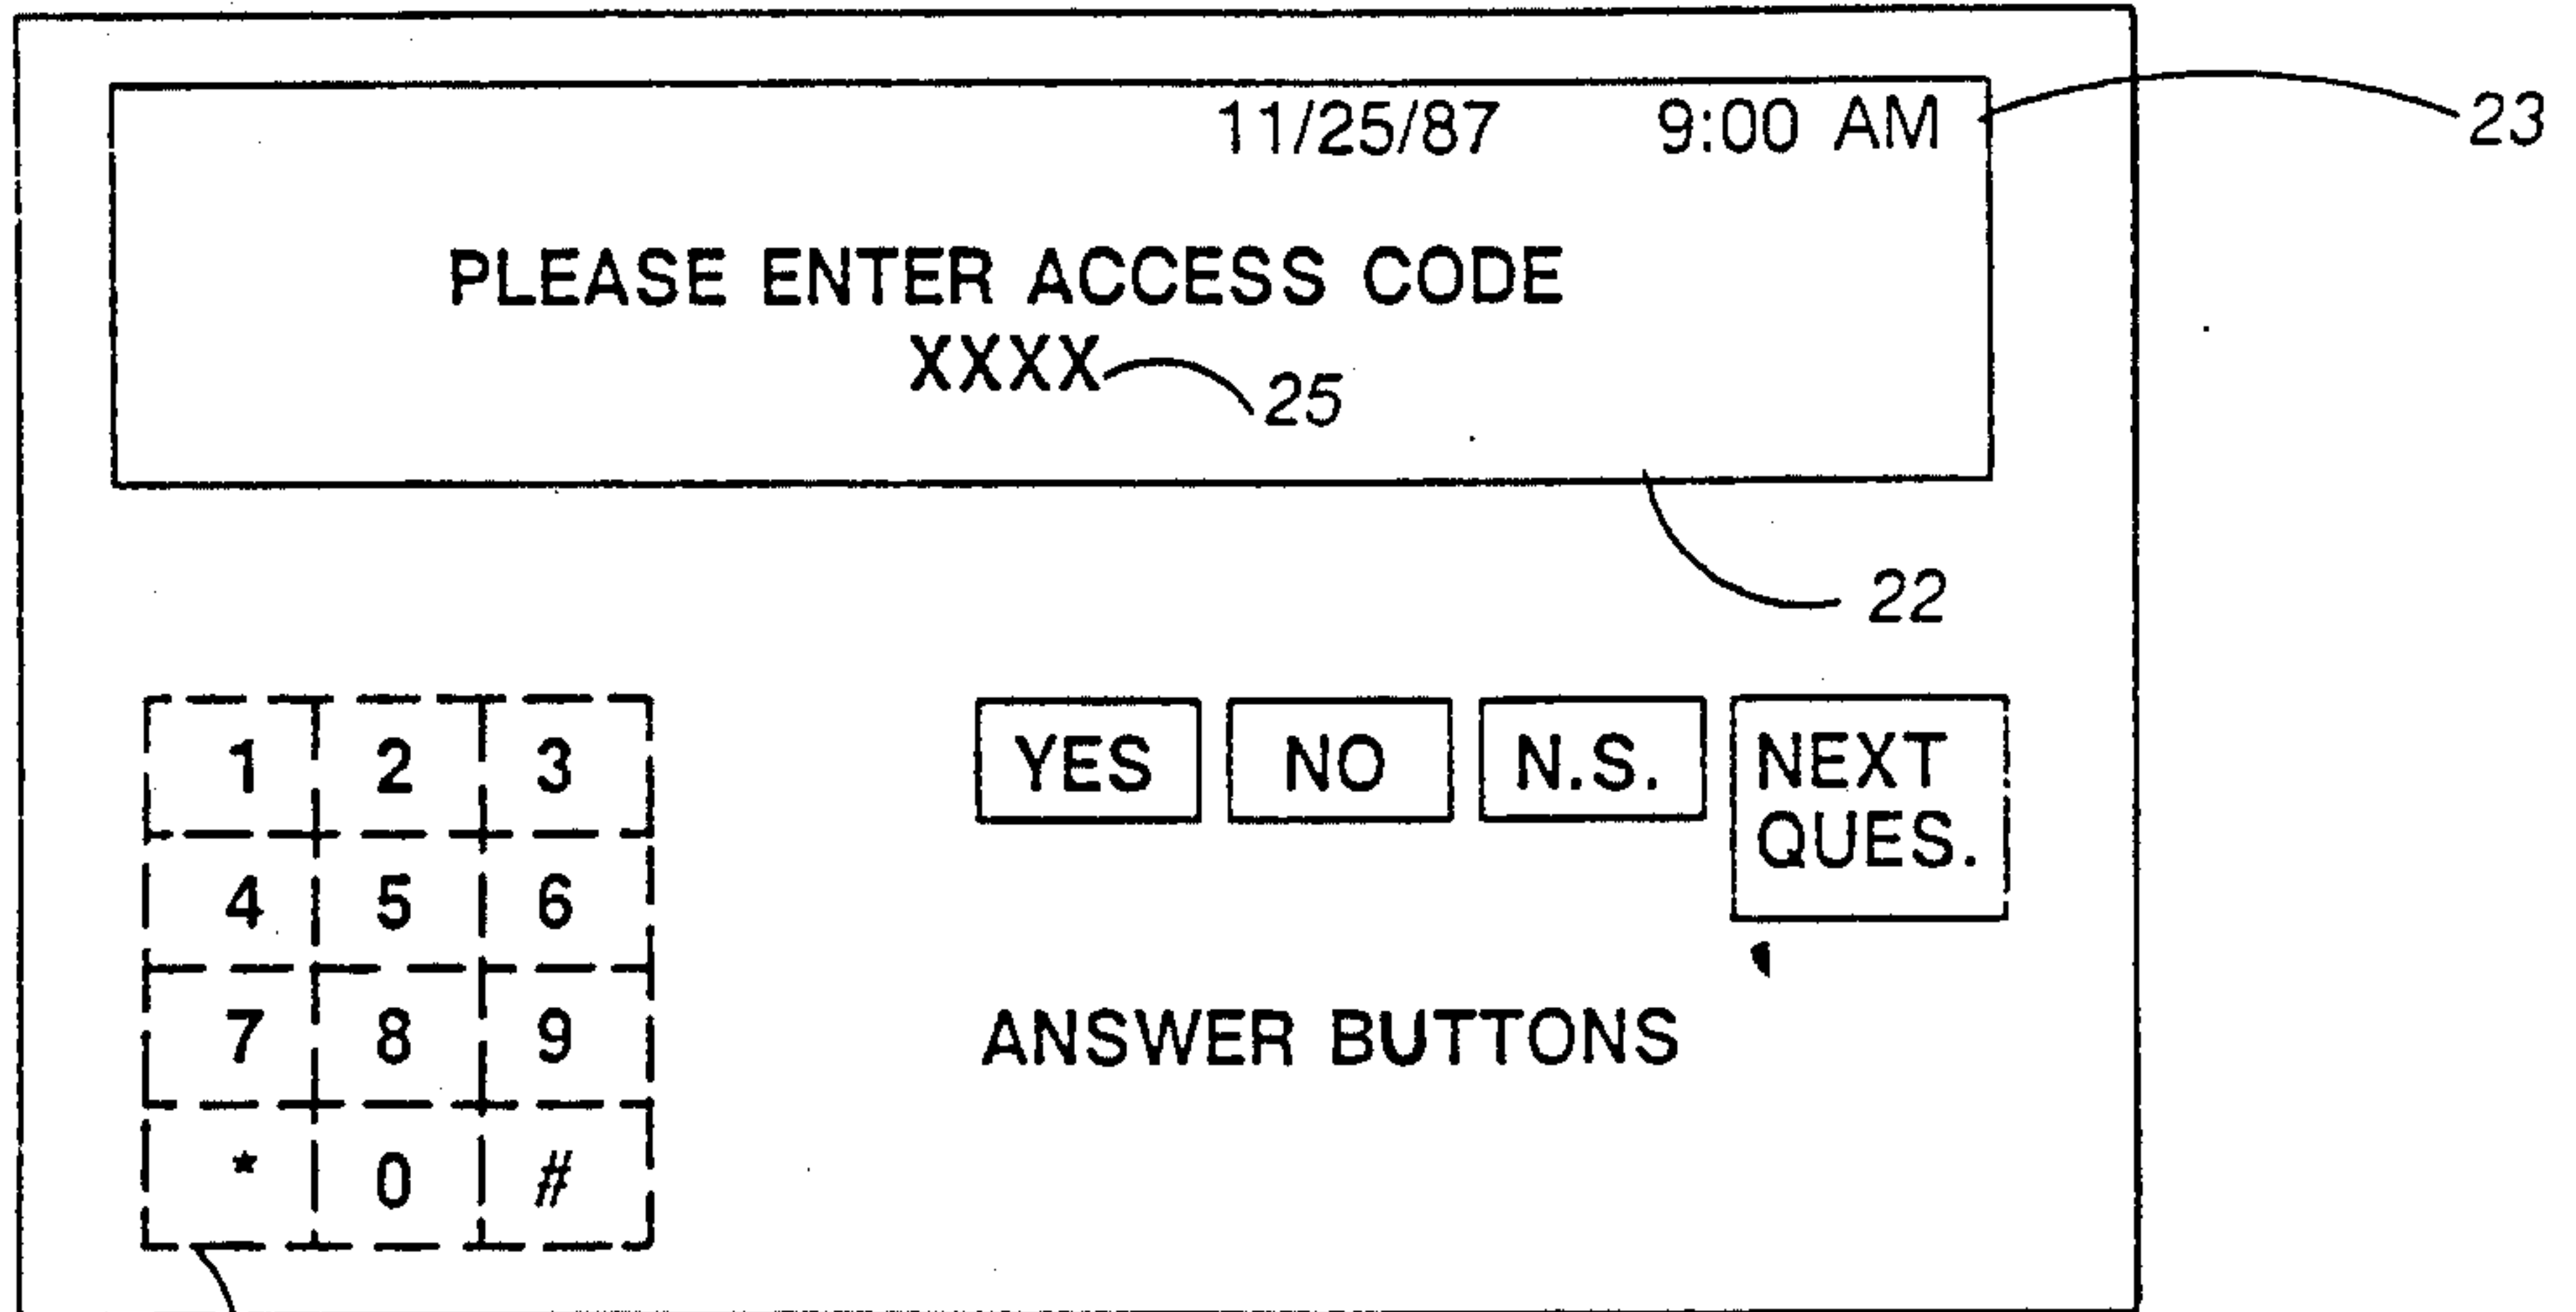 11/25/87 9:00 AM 23
PLEASE ENTER ACCESS CODE
XXXX 25
22
1 2 3
4 5 6
7 8 9
* 0 #
YES NO N.S. NEXT
QUES.
ANSWER BUTTONS